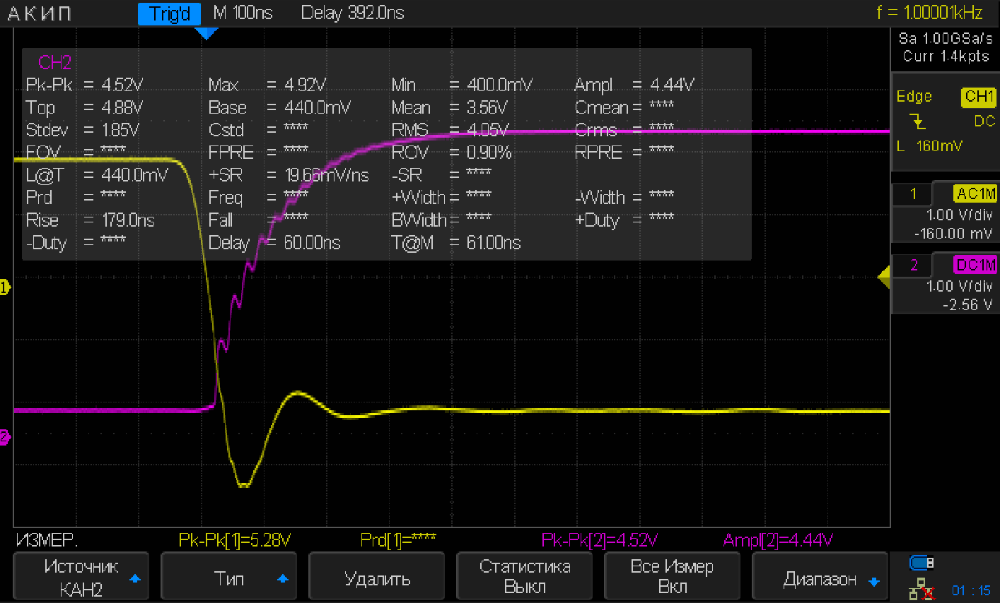 АКИП Trig'd M 100ns Delay 392.0ns f = 1.00001kHz
Sa 1.00GSa/s
Curr 1.4kpts
CH2
Pk-Pk = 4.52V Max = 4.92V Min = 400.0mV Ampl = 4.44V
Top = 4.88V Base = 440.0mV Mean = 3.56V Cmean = ****
Stdev = 1.85V Cstd = **** RMS = 4.05V Crms = ****
FOV = **** FPRE = **** ROV = 0.90% RPRE = ****
L@T = 440.0mV +SR = 19.66mV/ns -SR = ****
Prd = **** Freq = **** +Width = **** -Width = ****
Rise = 179.0ns Fall = **** BWidth = **** +Duty = ****
-Duty = **** Delay = 60.00ns T@M = 61.00ns
Edge CH1
DC
L 160mV
1 AC1M
1.00 V/div
-160.00 mV
2 DC1M
1.00 V/div
-2.56 V
1
2
ИЗМЕР. Pk-Pk[1]=5.28V Prd[1]=**** Pk-Pk[2]=4.52V Ampl[2]=4.44V
Источник
КАН2
Тип
Удалить
Статистика
Выкл
Все Измер
Вкл
Диапазон
01 : 15